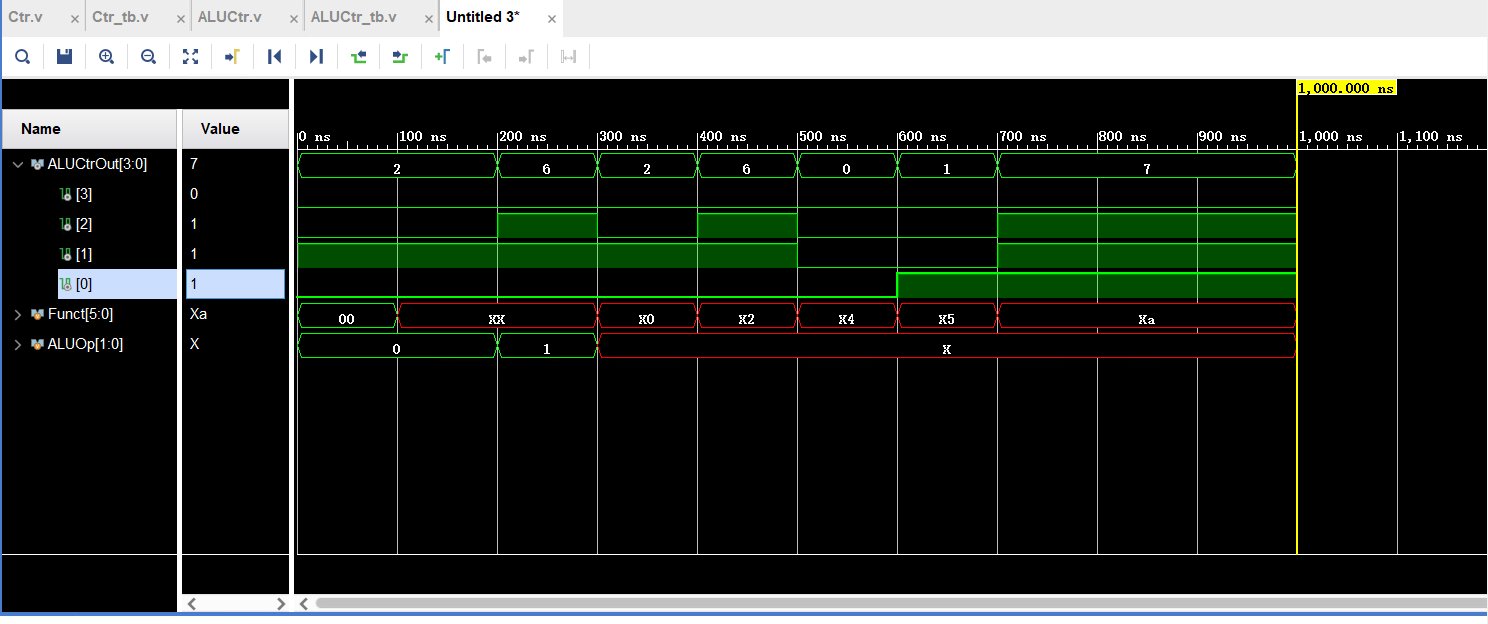 Ctr.v × Ctr_tb.v × ALUCtr.v × ALUCtr_tb.v × Untitled 3* ×
1,000.000 ns
Name Value
0 ns 100 ns 200 ns 300 ns 400 ns 500 ns 600 ns 700 ns 800 ns 900 ns 1,000 ns 1,100 ns
ALUCtrOut[3:0] 7 2 6 2 6 0 1 7
[3] 0
[2] 1
[1] 1
[0] 1
Funct[5:0] Xa 00 XX X0 X2 X4 X5 Xa
ALUOp[1:0] X 0 1 X